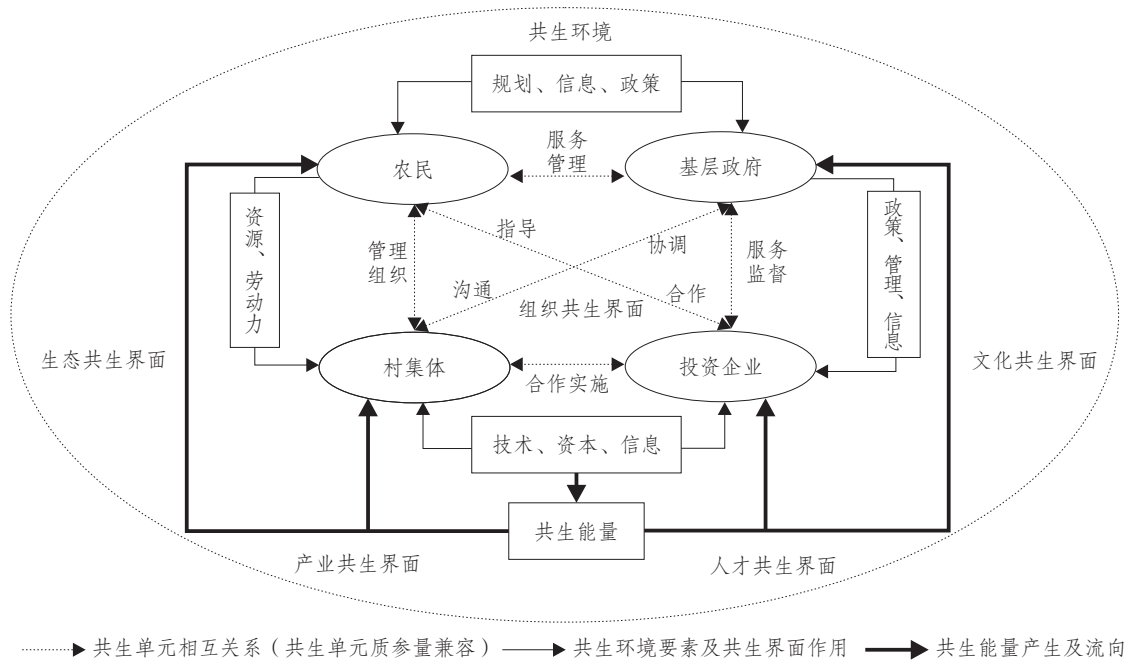 共生环境
规划、信息、政策
服务
管理
农民
基层政府
资源、劳动力
政策、管理、信息
指导
协调
管理
组织
服务
监督
沟通
合作
组织共生界面
生态共生界面
文化共生界面
村集体
投资企业
合作实施
技术、资本、信息
共生能量
产业共生界面
人才共生界面
共生单元相互关系（共生单元质参量兼容）
共生环境要素及共生界面作用
共生能量产生及流向